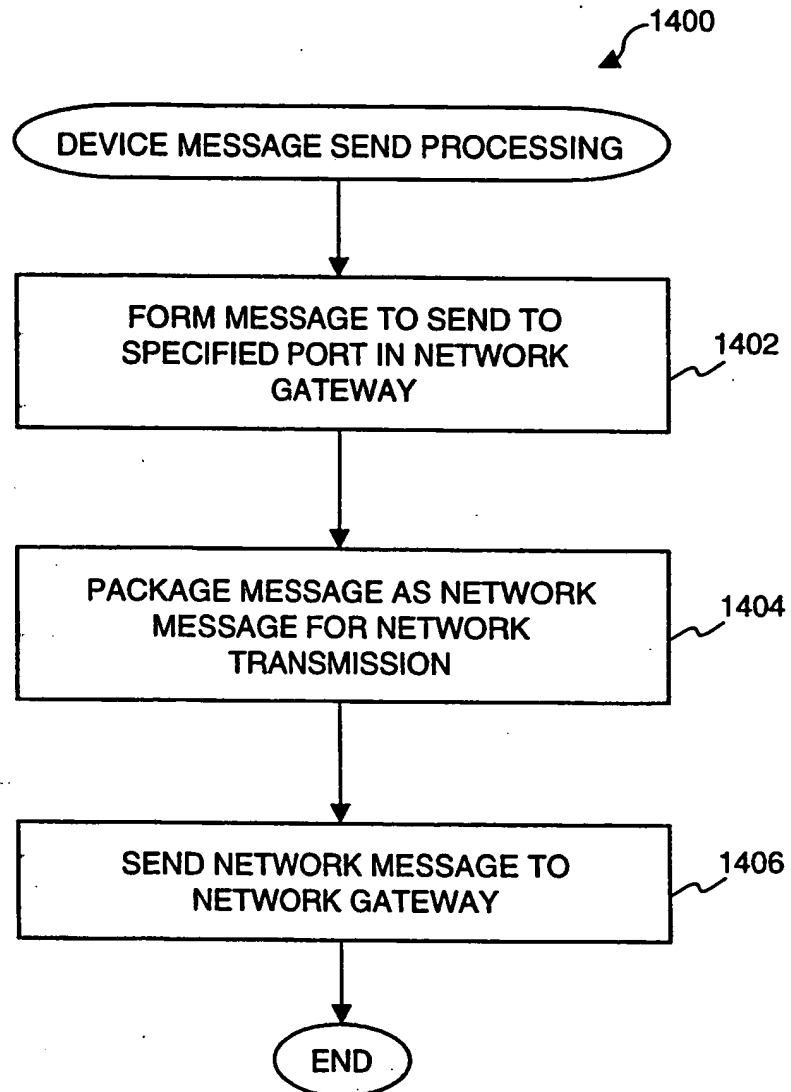 1400
DEVICE MESSAGE SEND PROCESSING
FORM MESSAGE TO SEND TO
SPECIFIED PORT IN NETWORK
GATEWAY
1402
PACKAGE MESSAGE AS NETWORK
MESSAGE FOR NETWORK
TRANSMISSION
1404
SEND NETWORK MESSAGE TO
NETWORK GATEWAY
1406
END